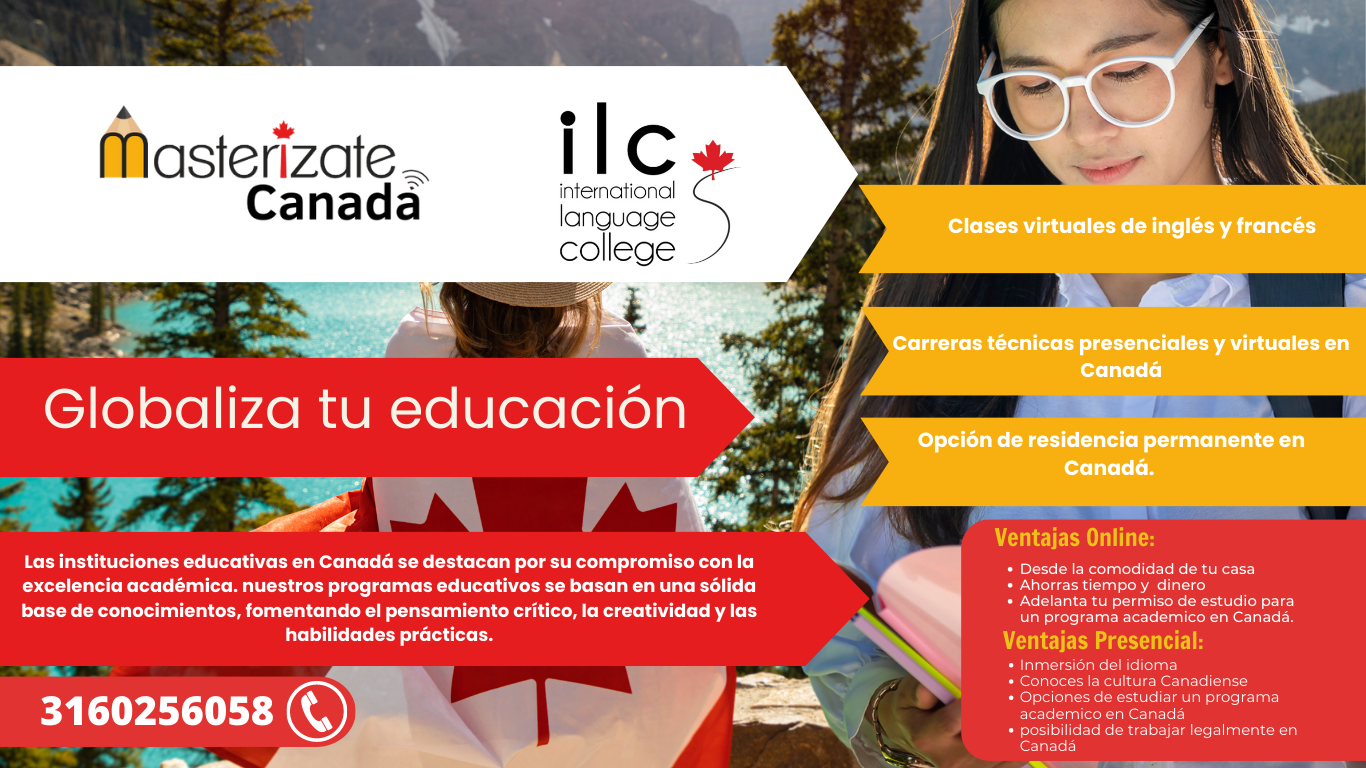 masterizate
Canada
ilc
international
language
college
Clases virtuales de inglés y francés
Carreras técnicas presenciales y virtuales en
Canadá
Opción de residencia permanente en
Canadá.
Globaliza tu educación
Las instituciones educativas en Canadá se destacan por su compromiso con la
excelencia académica. nuestros programas educativos se basan en una sólida
base de conocimientos, fomentando el pensamiento crítico, la creatividad y las
habilidades prácticas.
3160256058
Ventajas Online:
• Desde la comodidad de tu casa
• Ahorras tiempo y dinero
• Adelanta tu permiso de estudio para
un programa academico en Canadá.
Ventajas Presencial:
• Inmersión del idioma
• Conoces la cultura Canadiense
• Opciones de estudiar un programa
academico en Canadá
• posibilidad de trabajar legalmente en
Canadá